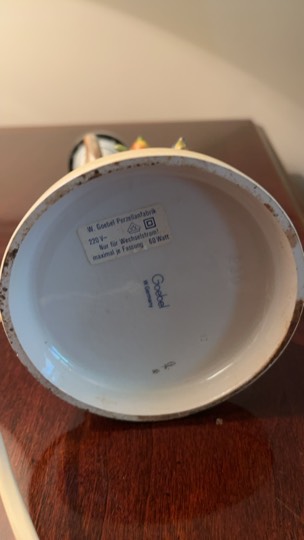 W. Goebel Porzellanfabrik
220 V~
Nur für Wechselstrom!
maximal je Fassung 60 Watt
Goebel
W. Germany